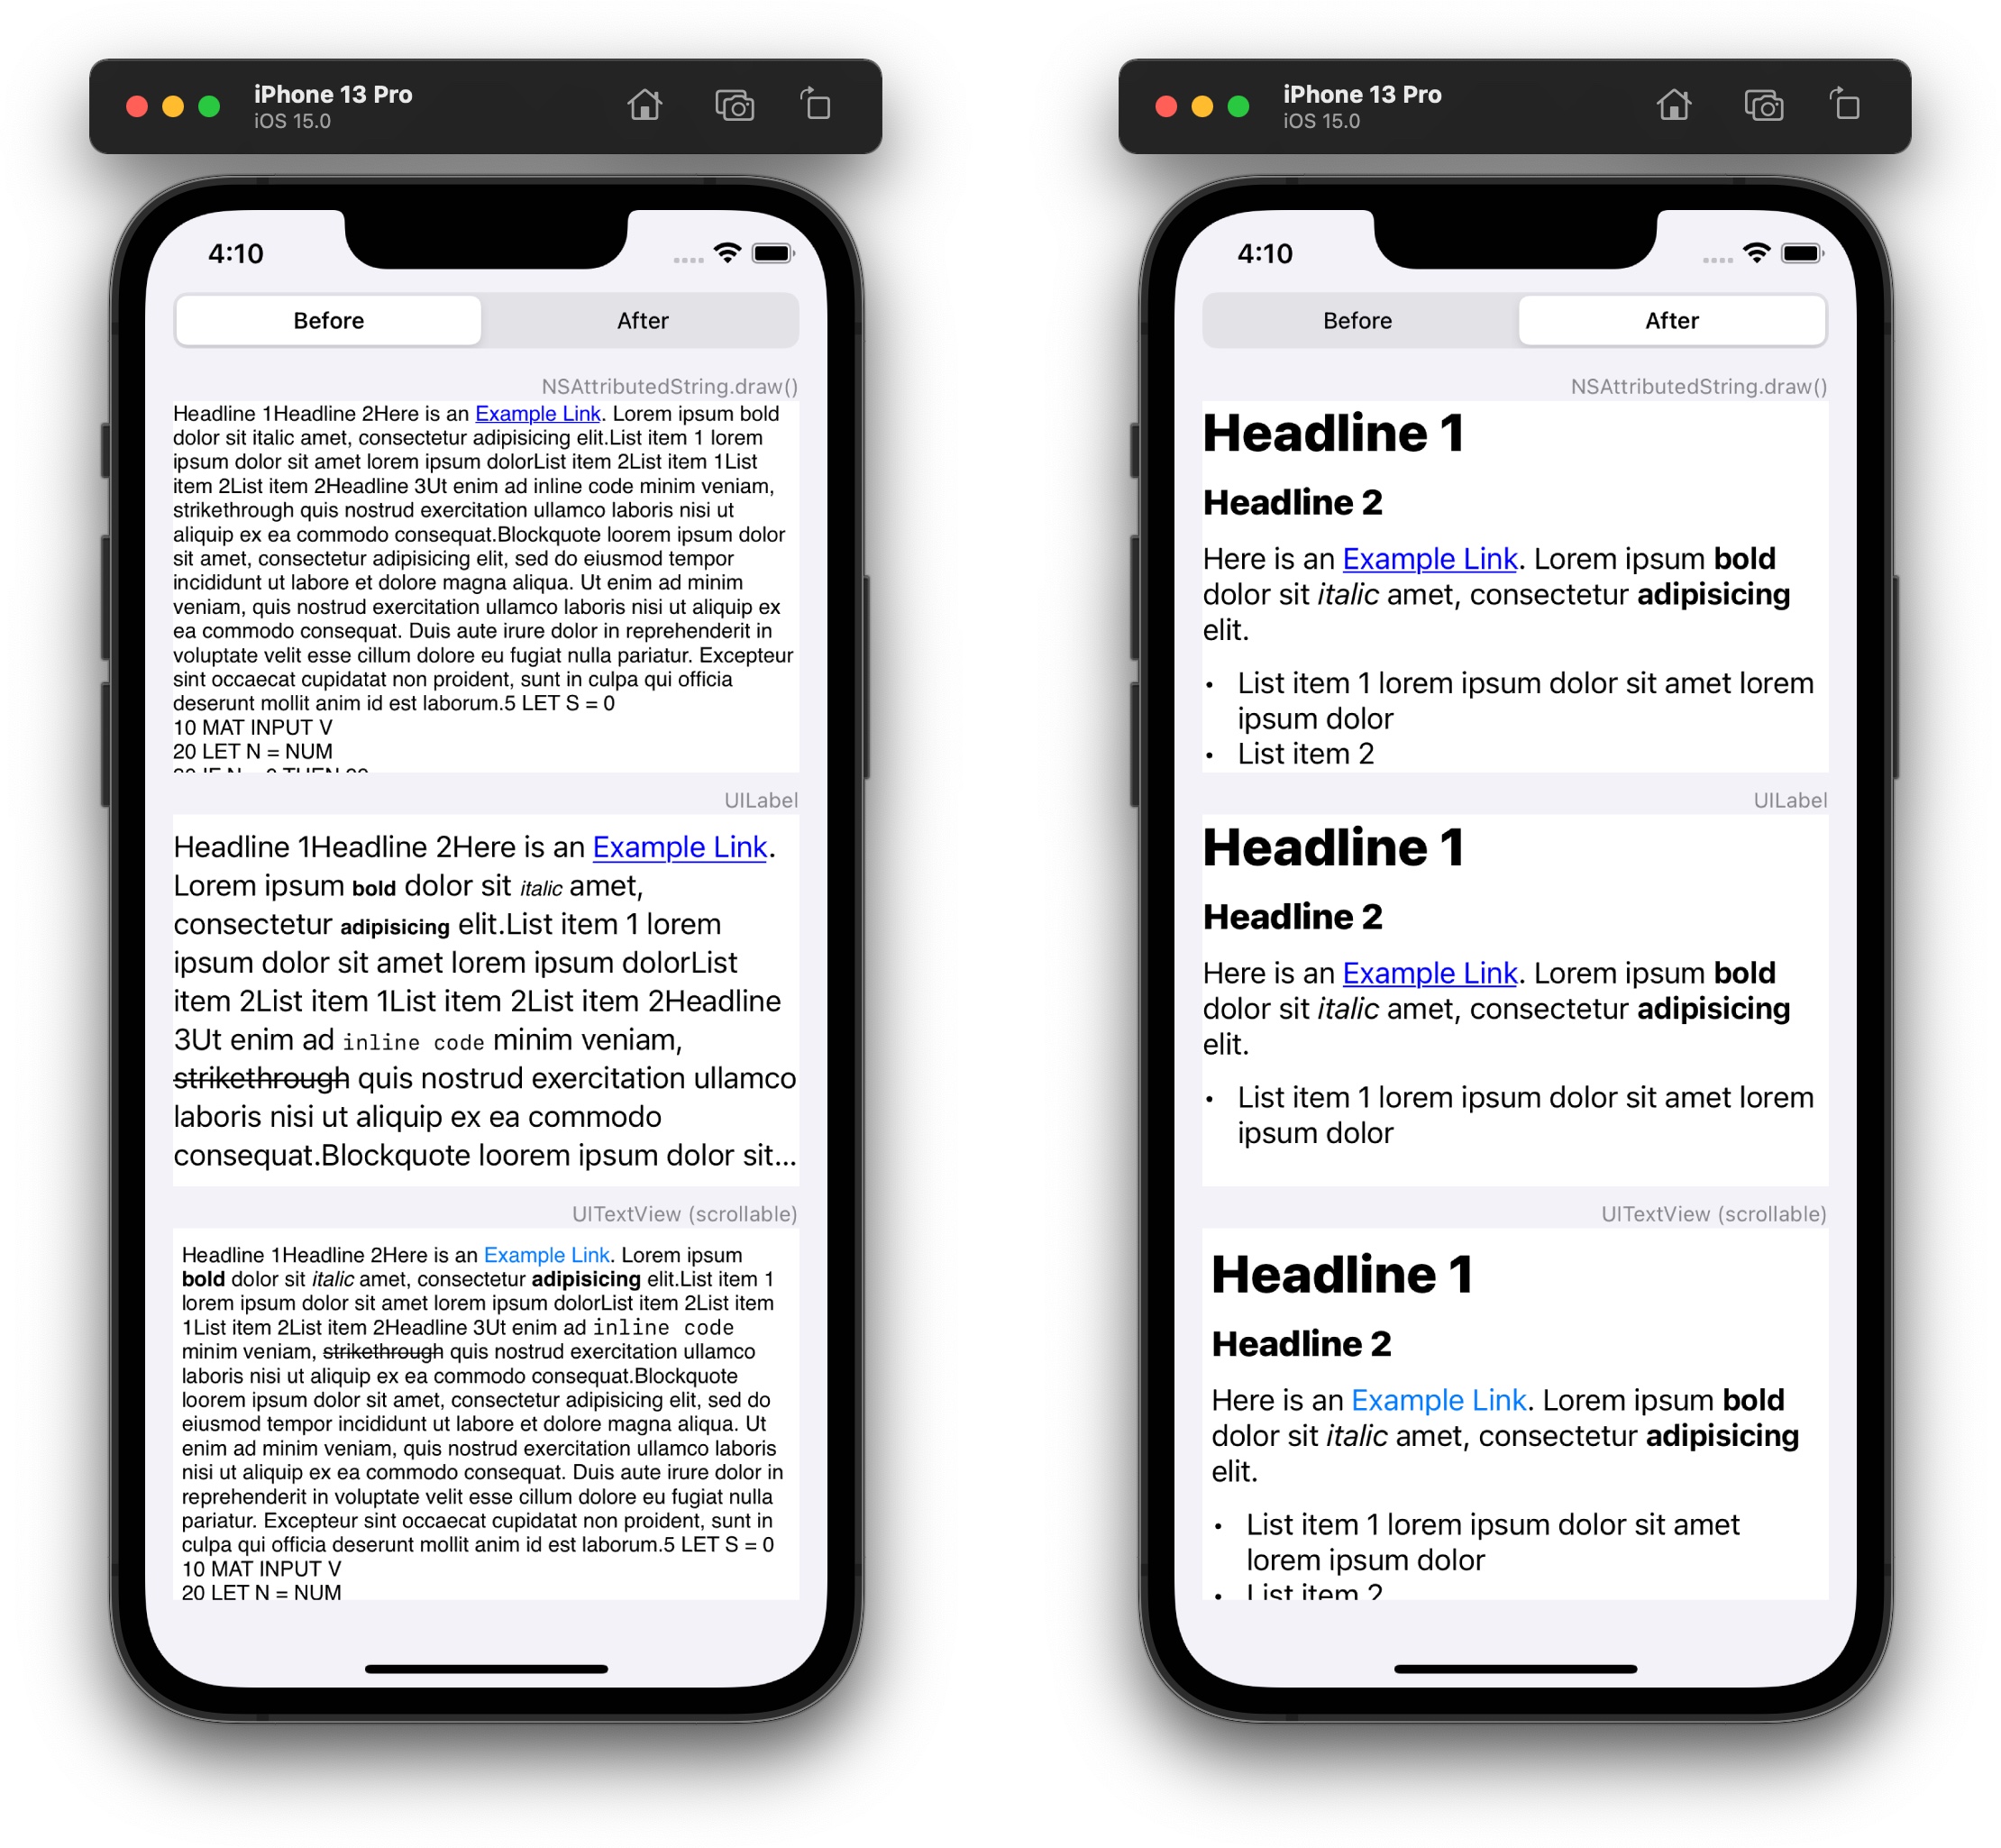 iPhone 13 Pro
iOS 15.0
4:10
Before
After
NSAttributedString.draw()
Headline 1Headline 2Here is an Example Link. Lorem ipsum bold
dolor sit italic amet, consectetur adipisicing elit.List item 1 lorem
ipsum dolor sit amet lorem ipsum dolorList item 2List item 1List
item 2List item 2Headline 3Ut enim ad inline code minim veniam,
strikethrough quis nostrud exercitation ullamco laboris nisi ut
aliquip ex ea commodo consequat.Blockquote loorem ipsum dolor
sit amet, consectetur adipisicing elit, sed do eiusmod tempor
incididunt ut labore et dolore magna aliqua. Ut enim ad minim
veniam, quis nostrud exercitation ullamco laboris nisi ut aliquip ex
ea commodo consequat. Duis aute irure dolor in reprehenderit in
voluptate velit esse cillum dolore eu fugiat nulla pariatur. Excepteur
sint occaecat cupidatat non proident, sunt in culpa qui officia
deserunt mollit anim id est laborum.5 LET S = 0
10 MAT INPUT V
20 LET N = NUM
UILabel
Headline 1Headline 2Here is an Example Link.
Lorem ipsum bold dolor sit italic amet,
consectetur adipisicing elit.List item 1 lorem
ipsum dolor sit amet lorem ipsum dolorList
item 2List item 1List item 2List item 2Headline
3Ut enim ad inline code minim veniam,
strikethrough quis nostrud exercitation ullamco
laboris nisi ut aliquip ex ea commodo
consequat.Blockquote loorem ipsum dolor sit...
UITextView (scrollable)
Headline 1Headline 2Here is an Example Link. Lorem ipsum
bold dolor sit italic amet, consectetur adipisicing elit.List item 1
lorem ipsum dolor sit amet lorem ipsum dolorList item 2List item
1List item 2List item 2Headline 3Ut enim ad inline code
minim veniam, strikethrough quis nostrud exercitation ullamco
laboris nisi ut aliquip ex ea commodo consequat.Blockquote
loorem ipsum dolor sit amet, consectetur adipisicing elit, sed do
eiusmod tempor incididunt ut labore et dolore magna aliqua. Ut
enim ad minim veniam, quis nostrud exercitation ullamco laboris
nisi ut aliquip ex ea commodo consequat. Duis aute irure dolor in
reprehenderit in voluptate velit esse cillum dolore eu fugiat nulla
pariatur. Excepteur sint occaecat cupidatat non proident, sunt in
culpa qui officia deserunt mollit anim id est laborum.5 LET S = 0
10 MAT INPUT V
20 LET N = NUM
iPhone 13 Pro
iOS 15.0
4:10
Before
After
NSAttributedString.draw()
Headline 1
Headline 2
Here is an Example Link. Lorem ipsum bold
dolor sit italic amet, consectetur adipisicing
elit.
• List item 1 lorem ipsum dolor sit amet lorem
ipsum dolor
• List item 2
UILabel
Headline 1
Headline 2
Here is an Example Link. Lorem ipsum bold
dolor sit italic amet, consectetur adipisicing
elit.
• List item 1 lorem ipsum dolor sit amet lorem
ipsum dolor
UITextView (scrollable)
Headline 1
Headline 2
Here is an Example Link. Lorem ipsum bold
dolor sit italic amet, consectetur adipisicing
elit.
• List item 1 lorem ipsum dolor sit amet
lorem ipsum dolor
• List item 2